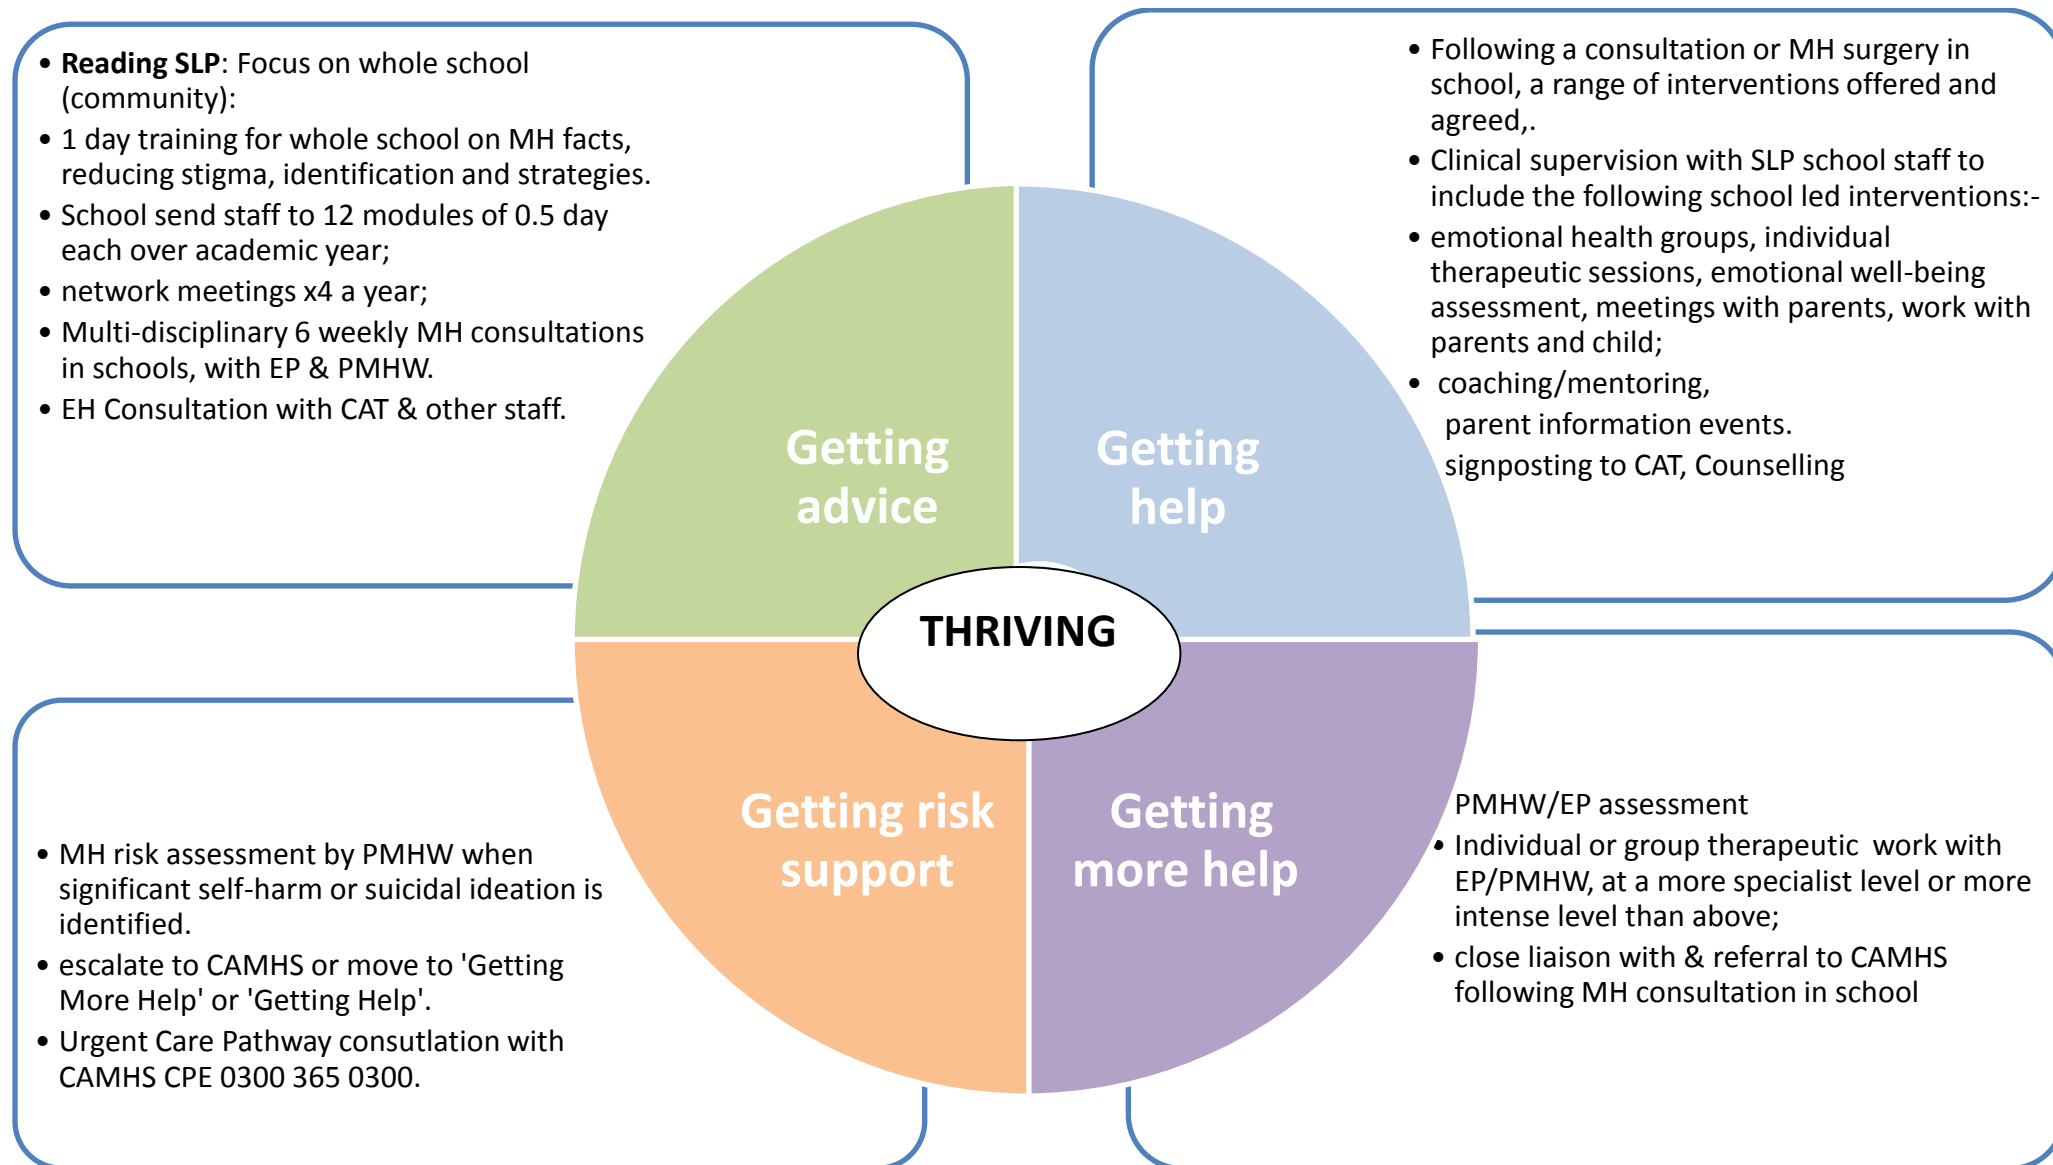 • Reading SLP: Focus on whole school
(community):
• 1 day training for whole school on MH facts,
reducing stigma, identification and strategies.
• School send staff to 12 modules of 0.5 day
each over academic year;
• network meetings x4 a year;
• Multi-disciplinary 6 weekly MH consultations
in schools, with EP & PMHW.
• EH Consultation with CAT & other staff.
• Following a consultation or MH surgery in
school, a range of interventions offered and
agreed,.
• Clinical supervision with SLP school staff to
include the following school led interventions:-
• emotional health groups, individual
therapeutic sessions, emotional well-being
assessment, meetings with parents, work with
parents and child;
• coaching/mentoring,
parent information events.
signposting to CAT, Counselling
Getting
advice
Getting
help
THRIVING
Getting risk
support
Getting
more help
• MH risk assessment by PMHW when
significant self-harm or suicidal ideation is
identified.
• escalate to CAMHS or move to 'Getting
More Help' or 'Getting Help'.
• Urgent Care Pathway consutlation with
CAMHS CPE 0300 365 0300.
PMHW/EP assessment
• Individual or group therapeutic work with
EP/PMHW, at a more specialist level or more
intense level than above;
• close liaison with & referral to CAMHS
following MH consultation in school